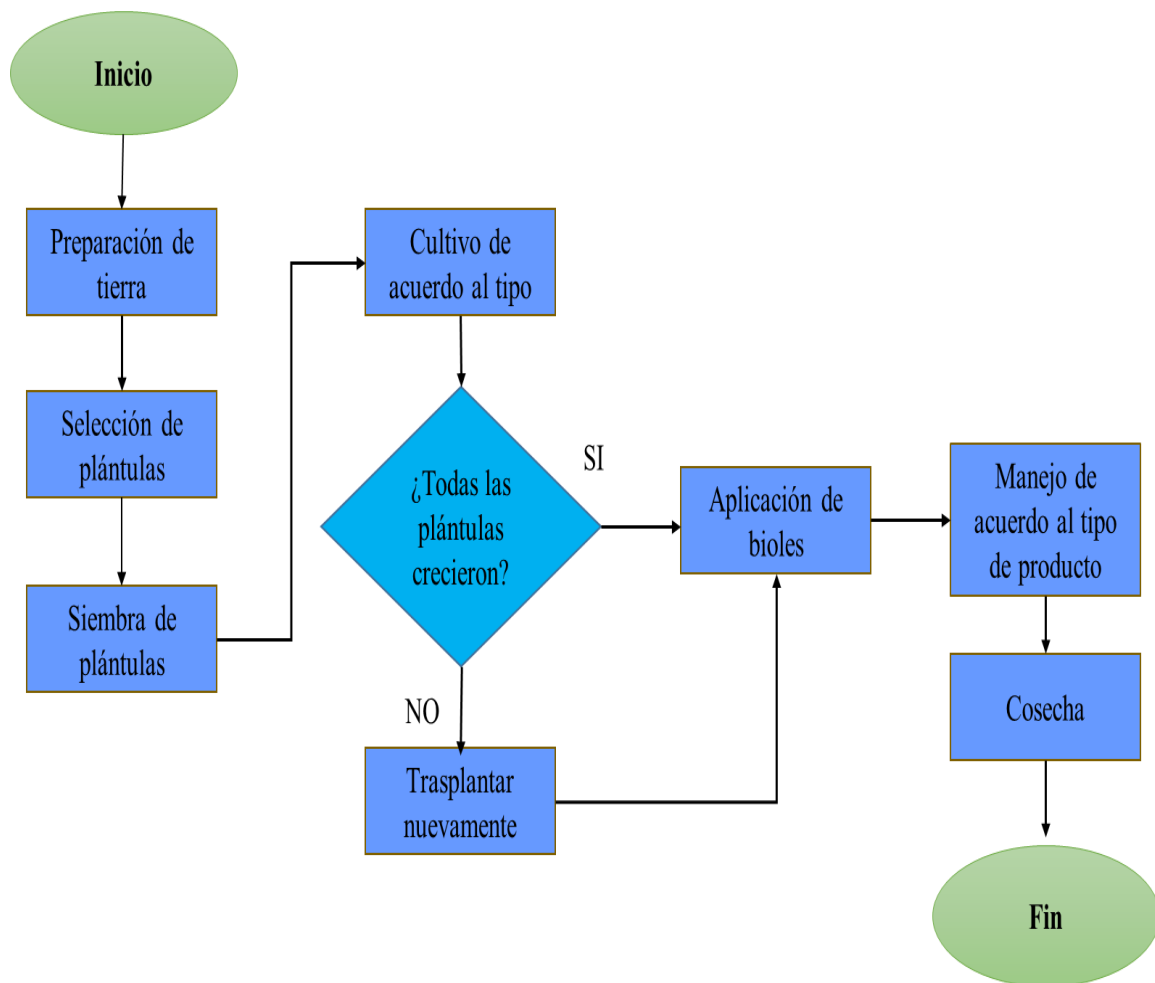 Inicio
Preparación de
tierra
Selección de
plántulas
Siembra de
plántulas
Cultivo de
acuerdo al tipo
¿Todas las
plántulas
crecieron?
SI
NO
Trasplantar
nuevamente
Aplicación de
bioles
Manejo de
acuerdo al tipo
de producto
Cosecha
Fin